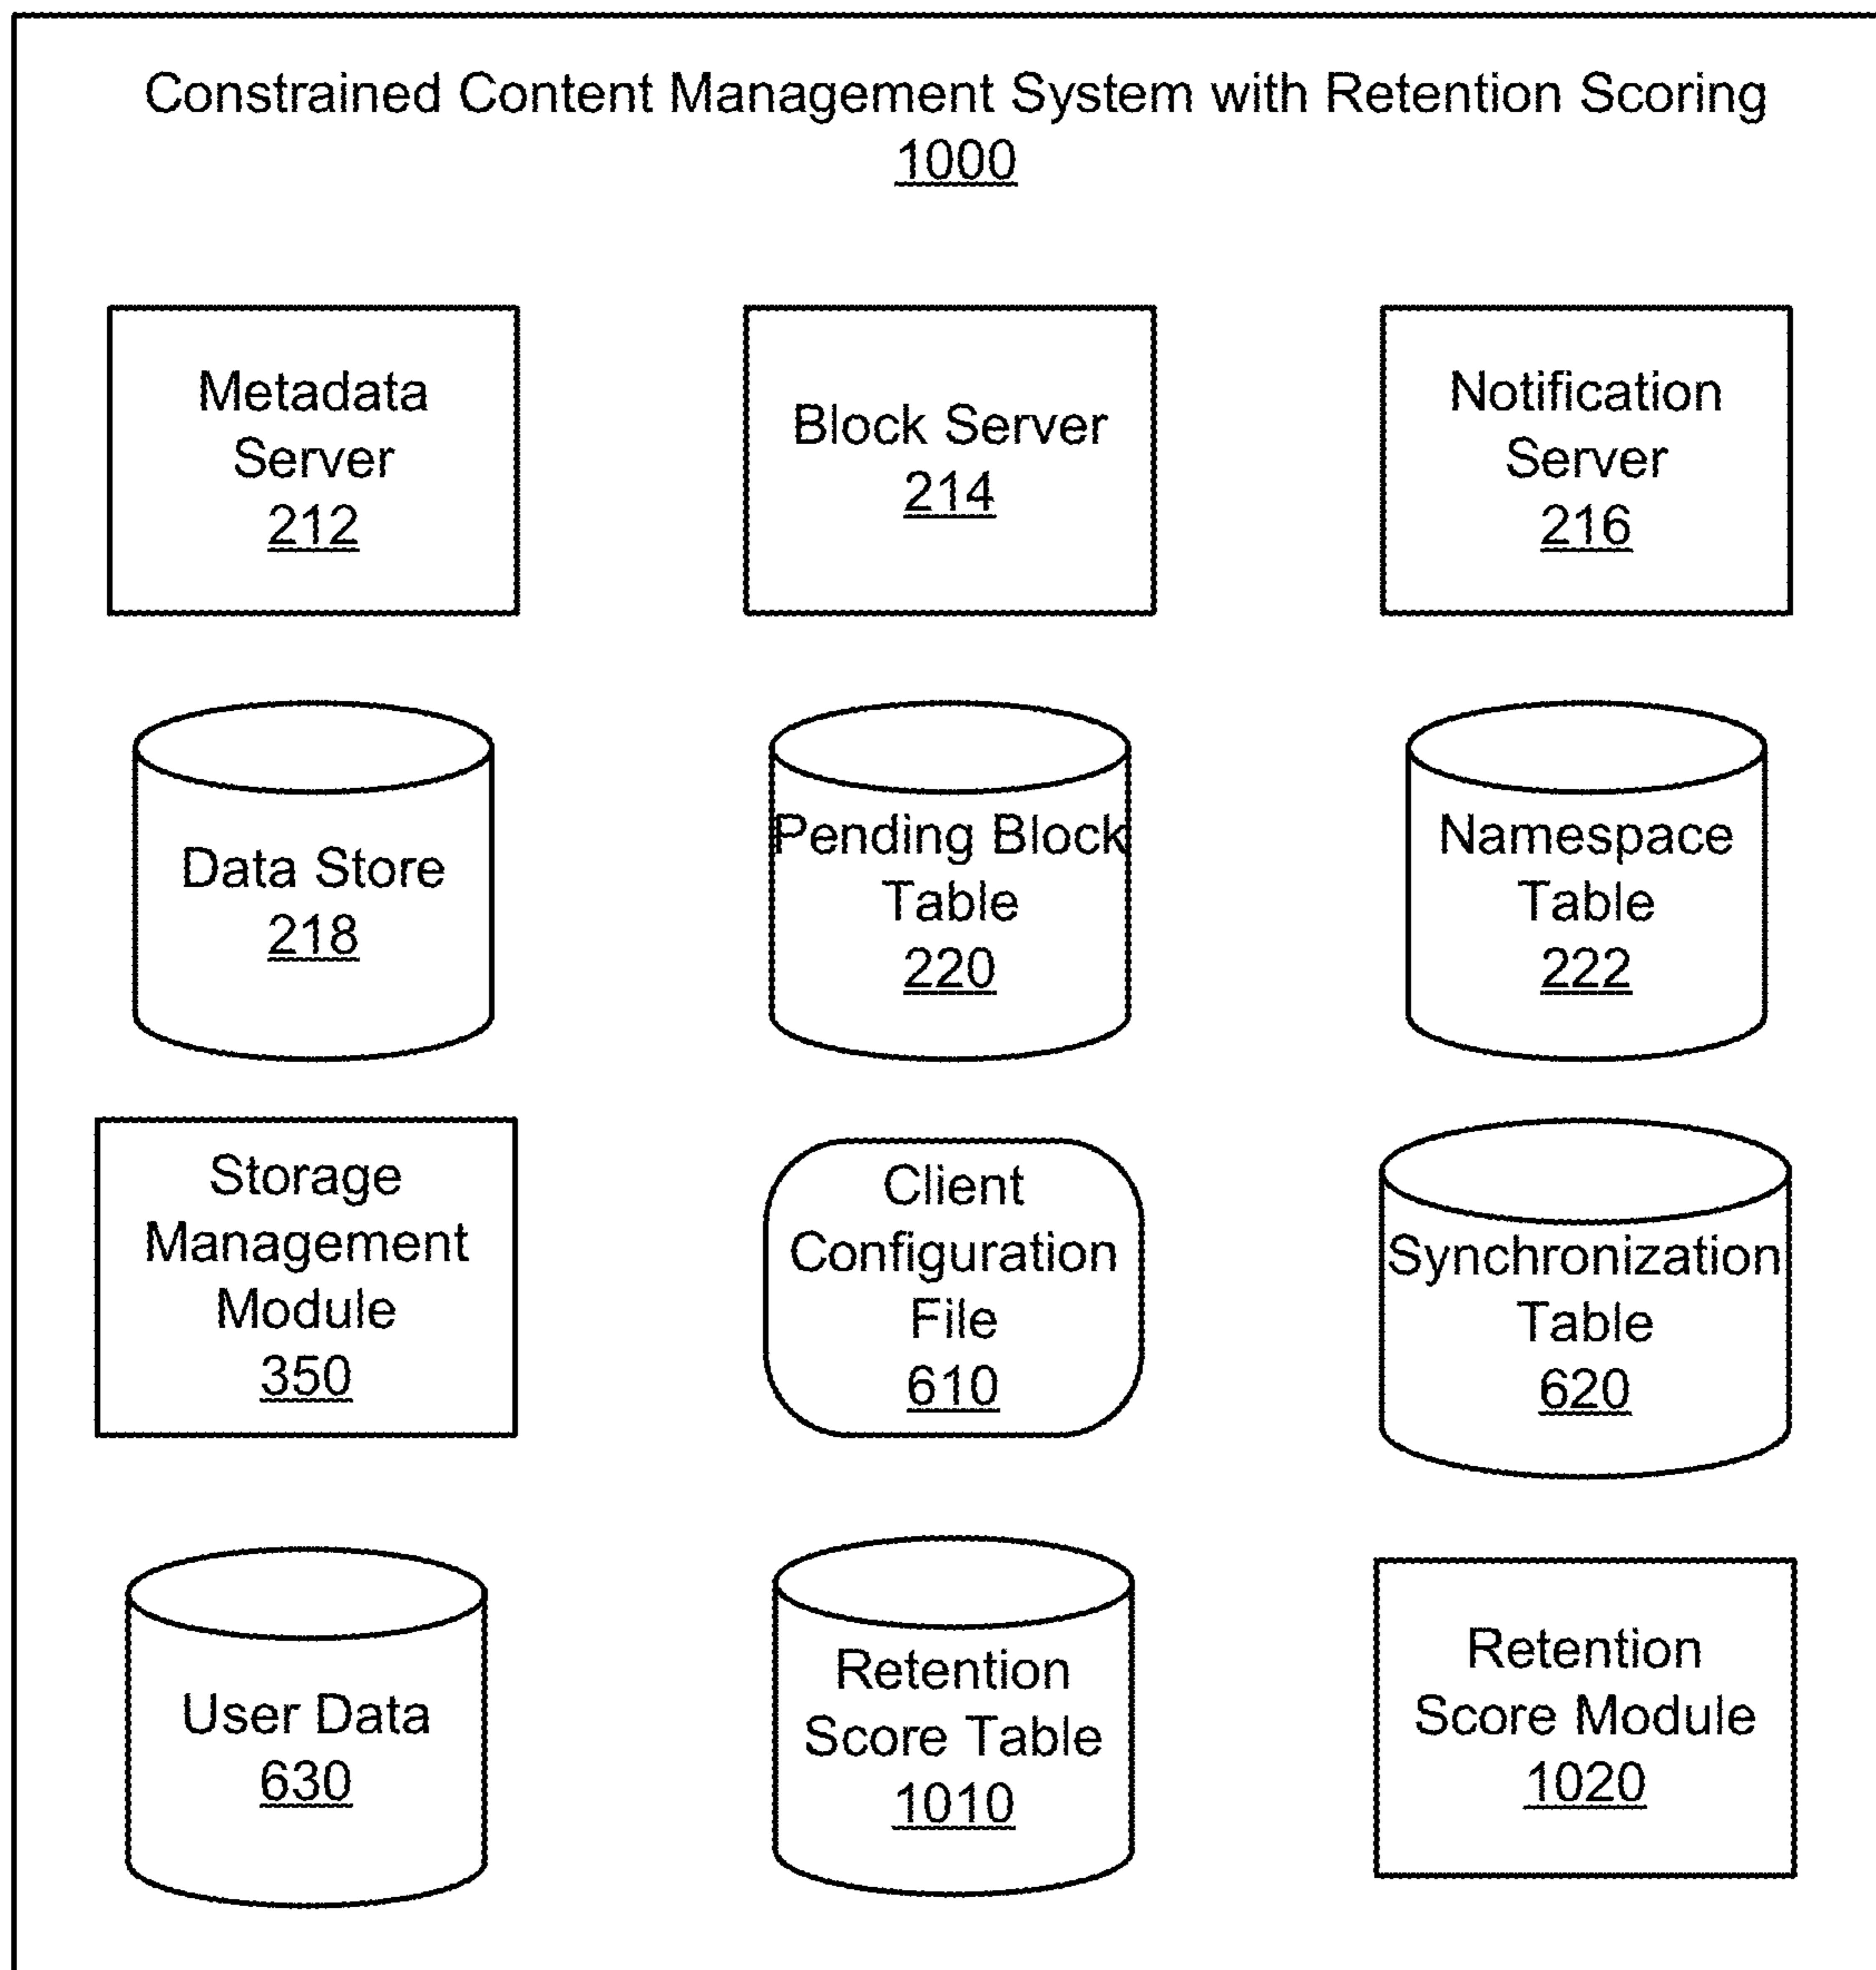 Constrained Content Management System with Retention Scoring
1000
Metadata
Server
212
Block Server
214
Notification
Server
216
Data Store
218
Pending Block
Table
220
Namespace
Table
222
Storage
Management
Module
350
Client
Configuration
File
610
Synchronization
Table
620
User Data
630
Retention
Score Table
1010
Retention
Score Module
1020